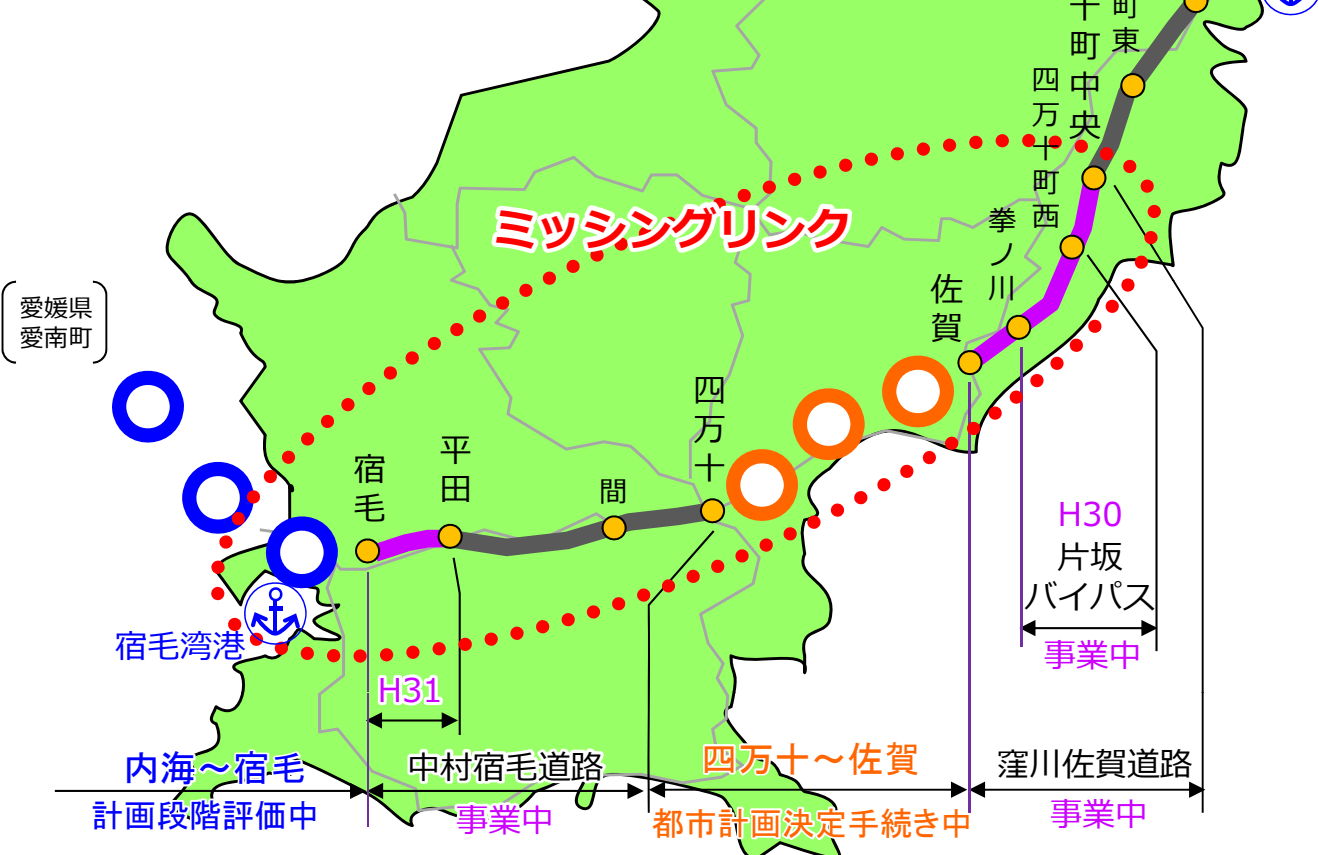 町東
十町中央
四万十町西
拳ノ川
佐賀
ミッシングリンク
愛媛県
愛南町
四万十
間
平田
宿毛
宿毛湾港
H30
片坂
バイパス
事業中
H31
内海～宿毛
計画段階評価中
中村宿毛道路
事業中
四万十～佐賀
都市計画決定手続き中
窪川佐賀道路
事業中